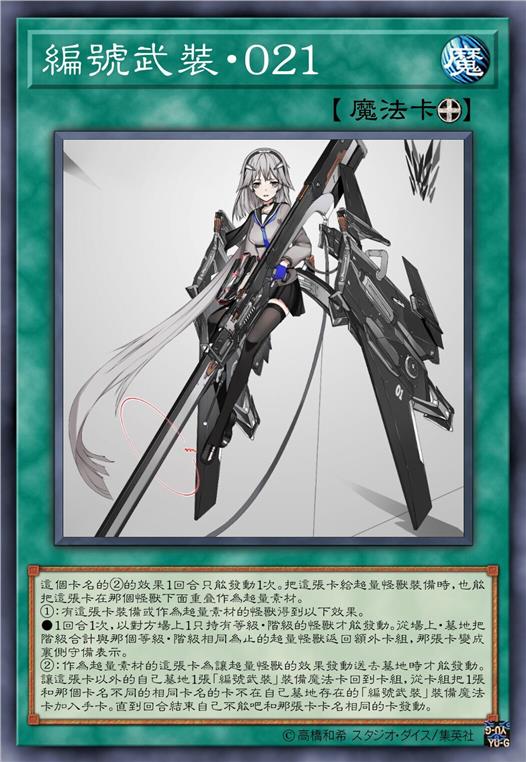 編號武裝・021
魔
【魔法卡】
01
這個卡名的②的效果1回合只能發動1次。把這張卡給超量怪獸裝備時,也能
把這張卡在那個怪獸下面重疊作為超量素材。
①:有這張卡裝備或作為超量素材的怪獸得到以下效果。
●1回合1次,以對方場上1只持有等級・階級的怪獸才能發動。從場上・墓地把
階級合計與那個等級・階級相同為止的超量怪獸返回額外卡組,那張卡變成
裏側守備表示。
②:作為超量素材的這張卡為讓超量怪獸的效果發動送去墓地時才能發動。
讓這張卡以外的自己墓地1張「編號武裝」裝備魔法卡回到卡組,從卡組把1張
和那個卡名不同的相同卡名的卡不在自己墓地存在的「編號武裝」裝備魔法
卡加入手卡。直到回合結束自己不能吧和那張卡卡名相同的卡發動。
©高橋和希 スタジオ・ダイス/集英社
YU-G